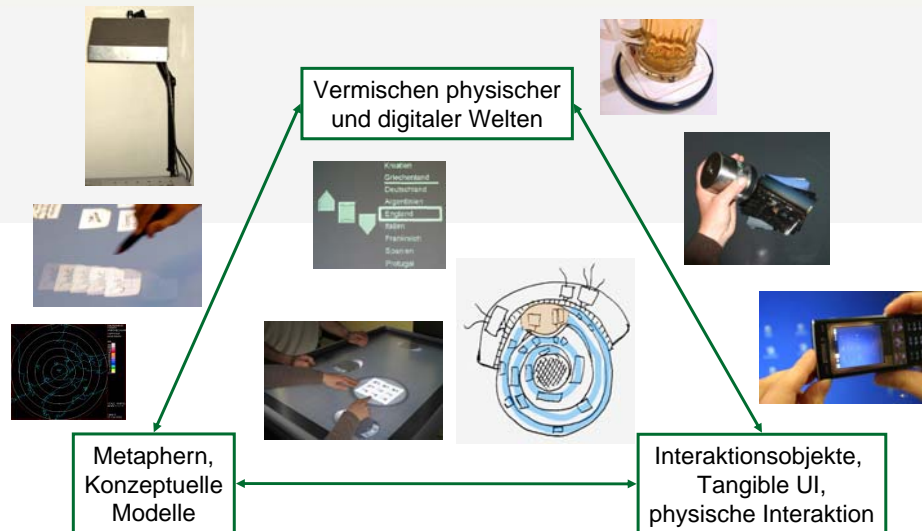 Vermischen physischer
und digitaler Welten
Kroatien
Griechenland
Deutschland
Argentinien
England
Italien
Frankreich
Spanien
Protugal
Metaphern,
Konzeptuelle
Modelle
Interaktionsobjekte,
Tangible UI,
physische Interaktion